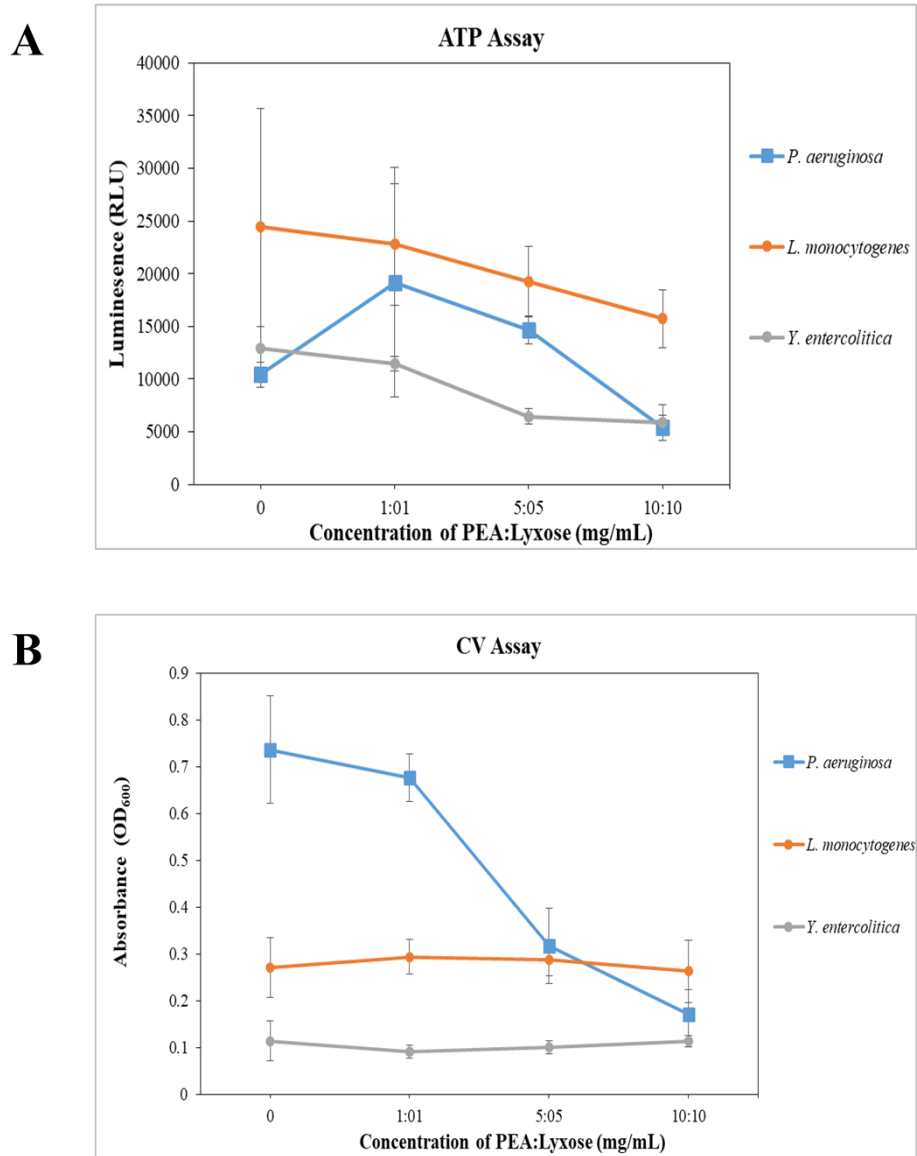 A
ATP Assay
40000
35000
30000
25000
20000
15000
10000
5000
0
Luminesence (RLU)
0 1:01 5:05 10:10
Concentration of PEA:Lyxose (mg/mL)
P. aeruginosa
L. monocytogenes
Y. entercolitica
B
CV Assay
0.9
0.8
0.7
0.6
0.5
0.4
0.3
0.2
0.1
0
Absorbance (OD600)
0 1:01 5:05 10:10
Concentration of PEA:Lyxose (mg/mL)
P. aeruginosa
L. monocytogenes
Y. entercolitica